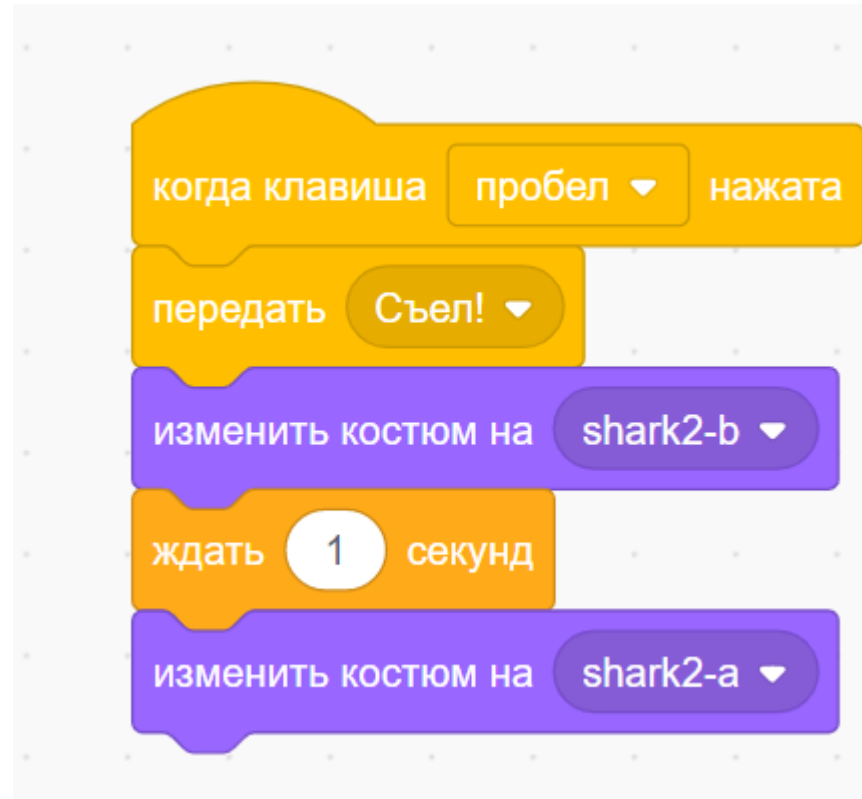 когда клавиша пробел нажата
передать Съел!
изменить костюм на shark2-b
ждать 1 секунд
изменить костюм на shark2-a